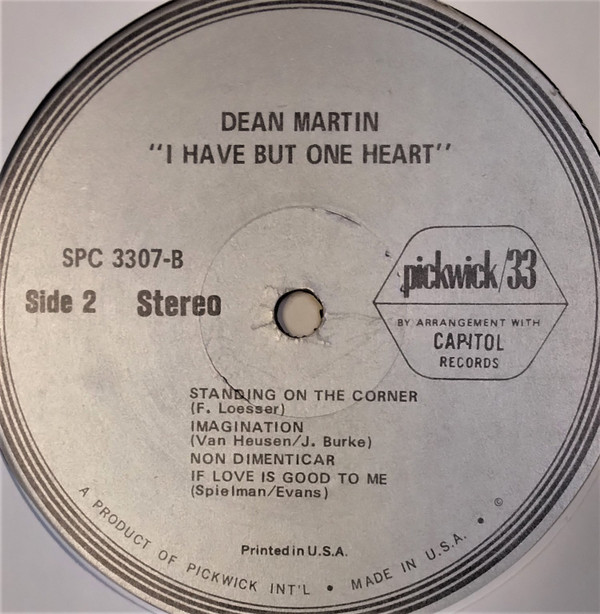 DEAN MARTIN
"I HAVE BUT ONE HEART"
SPC 3307-B
Side 2 Stereo
pickwick/33
BY ARRANGEMENT WITH
CAPITOL
RECORDS
STANDING ON THE CORNER
(F. Loesser)
IMAGINATION
(Van Heusen/J. Burke)
NON DIMENTICAR
IF LOVE IS GOOD TO ME
(Spielman/Evans)
Printed in U.S.A.
A PRODUCT OF PICKWICK INT'L • MADE IN U.S.A. • ©